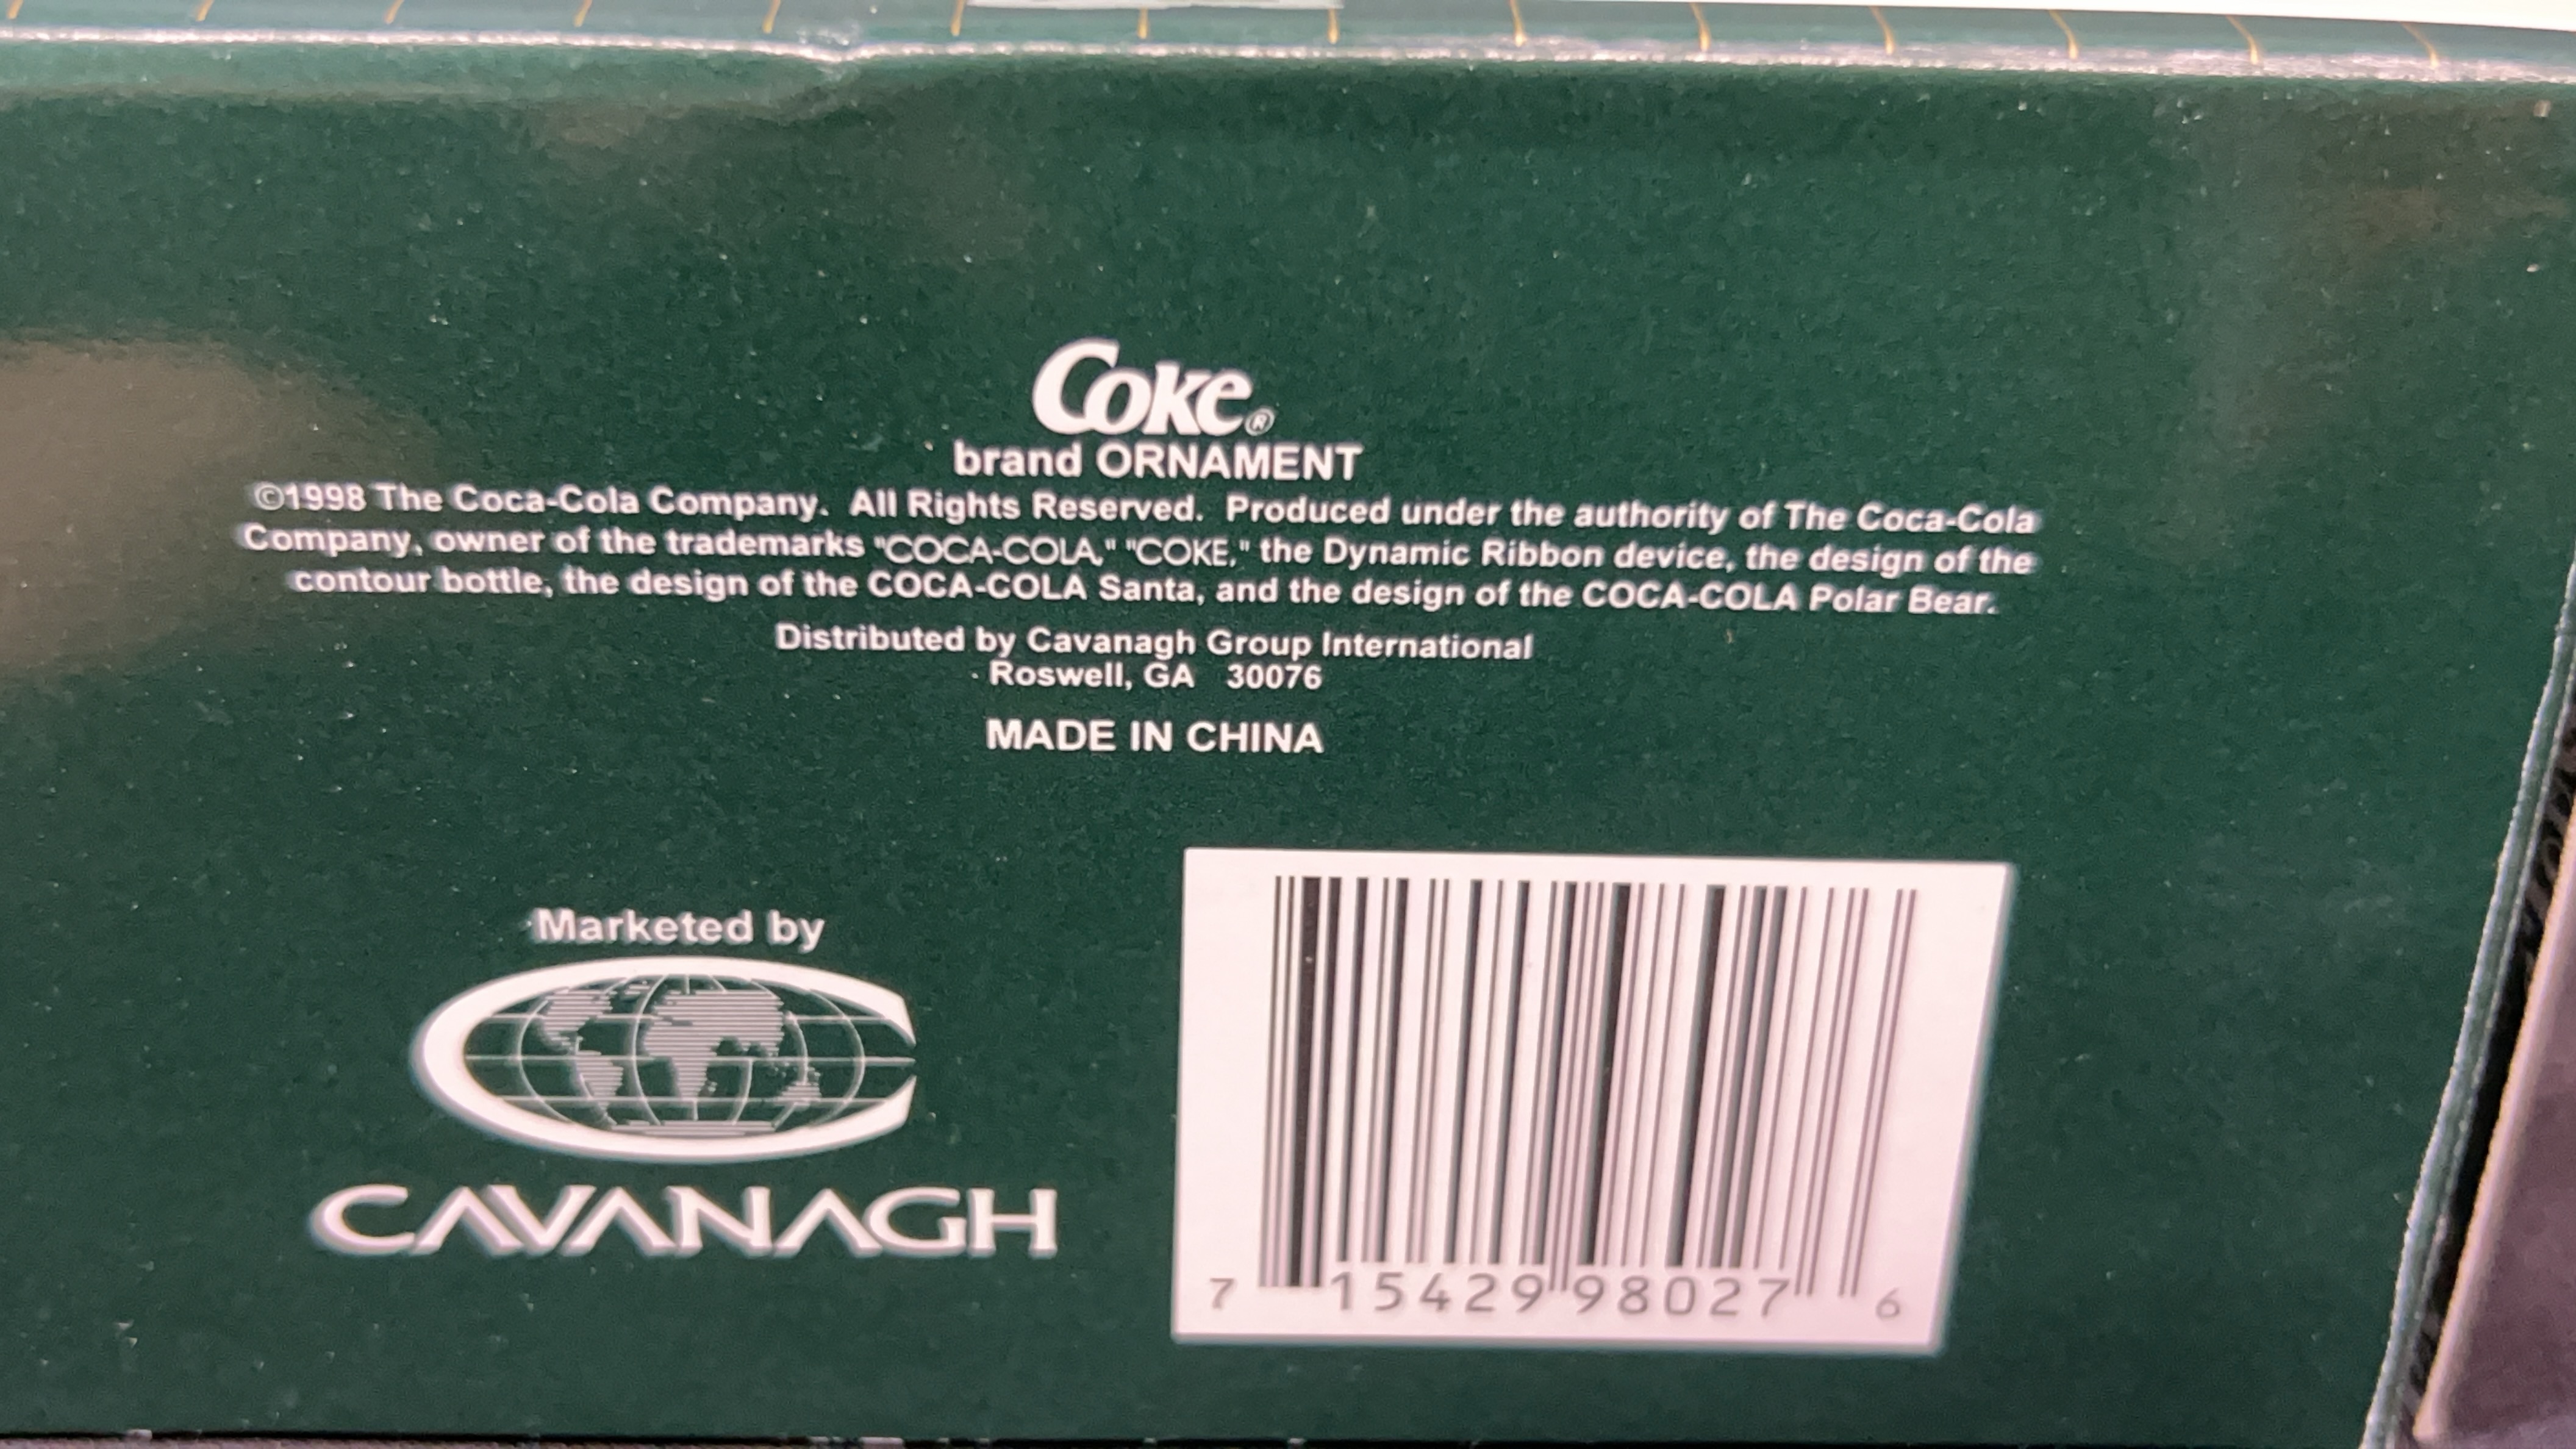 Coke®
brand ORNAMENT
©1998 The Coca-Cola Company. All Rights Reserved. Produced under the authority of The Coca-Cola
Company, owner of the trademarks "COCA-COLA," "COKE," the Dynamic Ribbon device, the design of the
contour bottle, the design of the COCA-COLA Santa, and the design of the COCA-COLA Polar Bear.
Distributed by Cavanagh Group International
Roswell, GA 30076
MADE IN CHINA
Marketed by
CAVANAGH
7 15429 98027 6